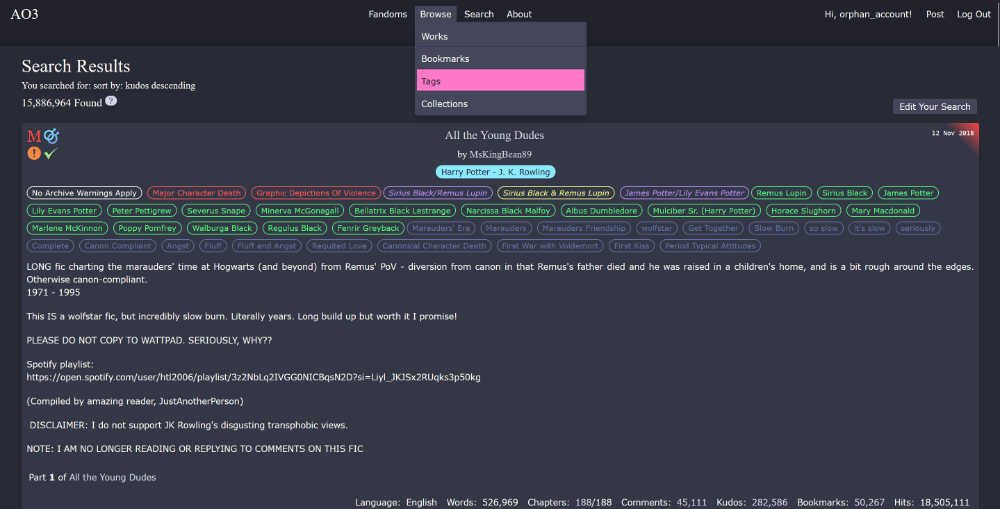 AO3 Fandoms Browse Search About Hi, orphan_account! Post Log Out
Works
Bookmarks
Tags
Collections
Search Results
You searched for: sort by: kudos descending
15,886,964 Found ?
Edit Your Search
M
All the Young Dudes
12 Nov 2018
by MsKingBean89
Harry Potter - J. K. Rowling
No Archive Warnings Apply Major Character Death Graphic Depictions Of Violence Sirius Black/Remus Lupin Sirius Black & Remus Lupin James Potter/Lily Evans Potter Remus Lupin Sirius Black James Potter
Lily Evans Potter Peter Pettigrew Severus Snape Minerva McGonagall Bellatrix Black Lestrange Narcissa Black Malfoy Albus Dumbledore Mulciber Sr. (Harry Potter) Horace Slughorn Mary Macdonald
Marlene McKinnon Poppy Pomfrey Walburga Black Regulus Black Fenrir Greyback Marauders' Era Marauders Marauders Friendship wolfstar Get Together Slow Burn so slow it's slow seriously
Complete Canon Compliant Angst Fluff Fluff and Angst Requited Love Canonical Character Death First War with Voldemort First Kiss Period Typical Attitudes
LONG fic charting the marauders' time at Hogwarts (and beyond) from Remus' PoV - diversion from canon in that Remus's father died and he was raised in a children's home, and is a bit rough around the edges.
Otherwise canon-compliant.
1971 - 1995
This IS a wolfstar fic, but incredibly slow burn. Literally years. Long build up but worth it I promise!
PLEASE DO NOT COPY TO WATTPAD. SERIOUSLY, WHY??
Spotify playlist:
https://open.spotify.com/user/htl2006/playlist/3z2NbLq2IVGG0NICBqsN2D?si=Liyl_JKJSx2RUqks3p50kg
(Compiled by amazing reader, JustAnotherPerson)
DISCLAIMER: I do not support JK Rowling's disgusting transphobic views.
NOTE: I AM NO LONGER READING OR REPLYING TO COMMENTS ON THIS FIC
Part 1 of All the Young Dudes
Language: English Words: 526,969 Chapters: 188/188 Comments: 45,111 Kudos: 282,586 Bookmarks: 50,267 Hits: 18,505,111